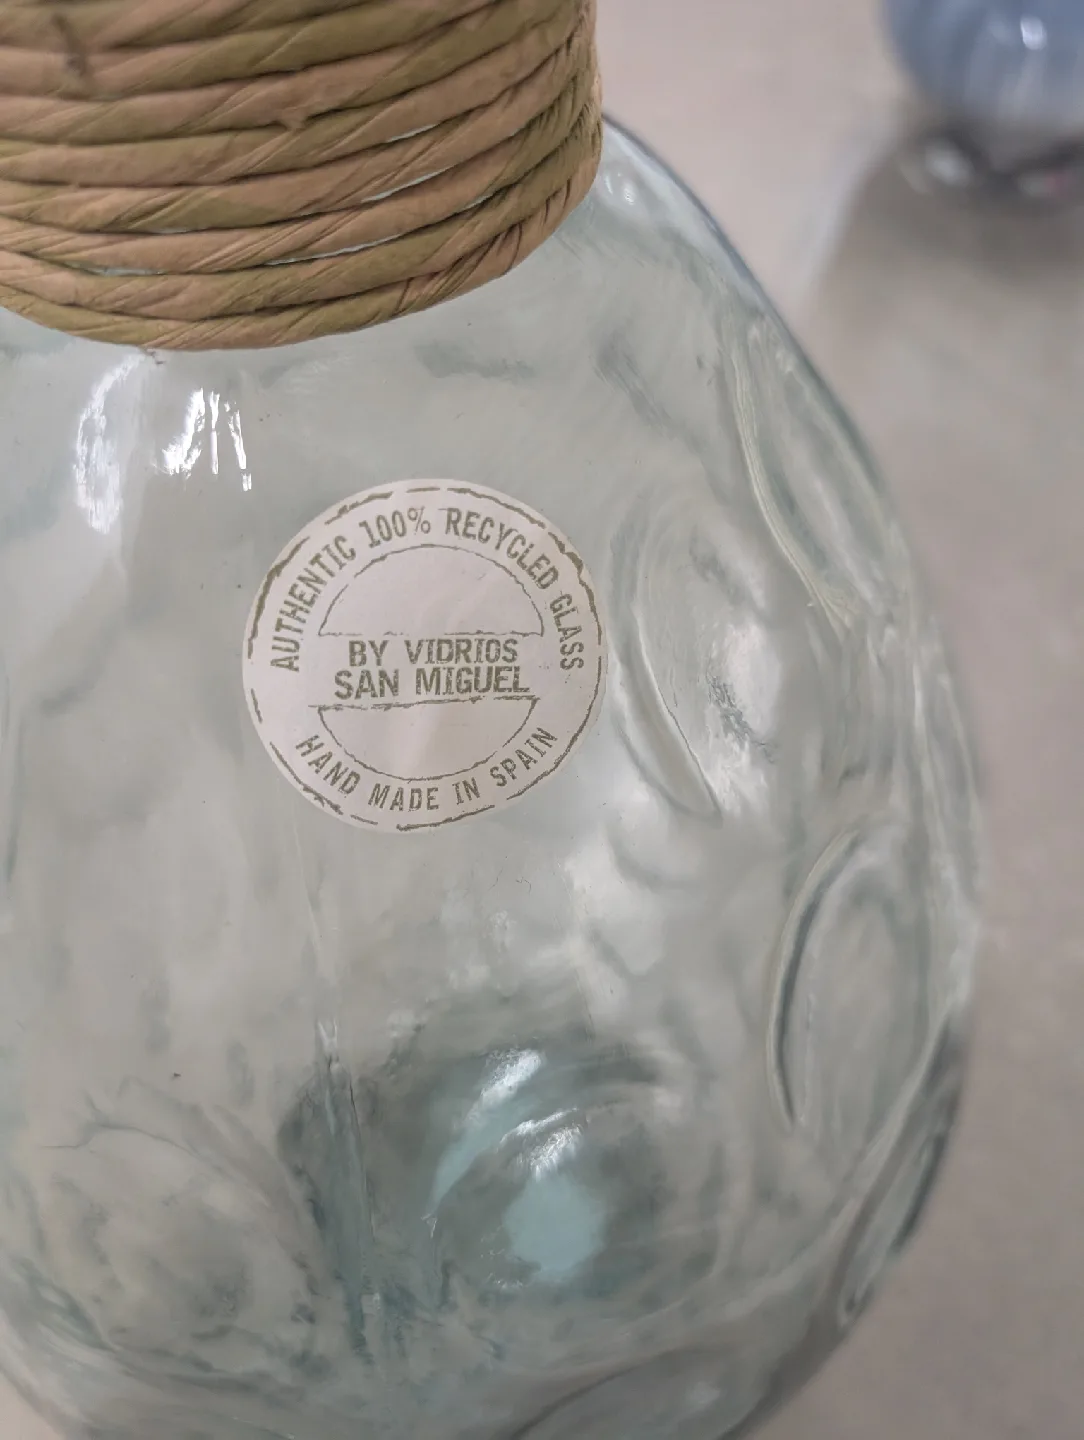 AUTHENTIC 100% RECYCLED GLASS
BY VIDRIOS
SAN MIGUEL
HAND MADE IN SPAIN